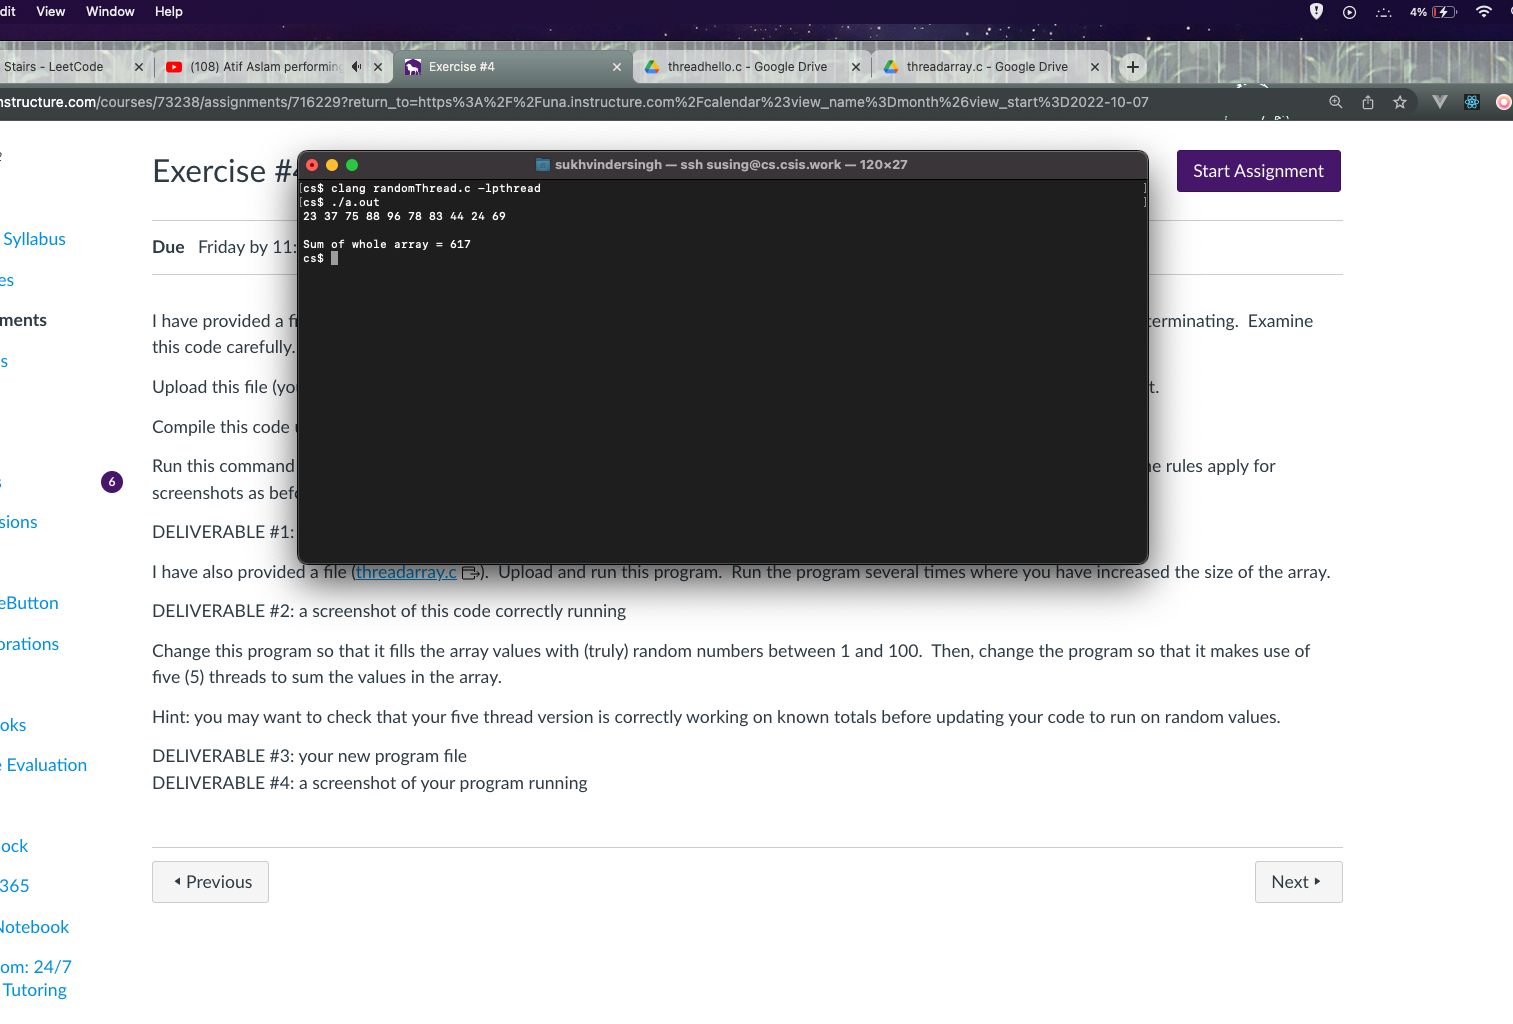 dit View Window Help 4%
Stairs - LeetCode (108) Atif Aslam performing Exercise #4 threadhello.c - Google Drive threadarray.c - Google Drive
nstructure.com/courses/73238/assignments/716229?return_to=https%3A%2F%2Funa.instructure.com%2Fcalendar%23view_name%3Dmonth%26view_start%3D2022-10-07
Exercise #4
Start Assignment
sukhvindersingh — ssh susing@cs.csis.work — 120×27
cs$ clang randomThread.c -lpthread
cs$ ./a.out
23 37 75 88 96 78 83 44 24 69
Sum of whole array = 617
cs$
Due Friday by 11:
Syllabus
es
ments
s
6
sions
eButton
orations
oks
e Evaluation
ock
365
Notebook
om: 24/7
Tutoring
I have provided a fi
terminating. Examine
this code carefully.
Upload this file (yo
t.
Compile this code
Run this command
e rules apply for
screenshots as befo
DELIVERABLE #1:
I have also provided a file (threadarray.c). Upload and run this program. Run the program several times where you have increased the size of the array.
DELIVERABLE #2: a screenshot of this code correctly running
Change this program so that it fills the array values with (truly) random numbers between 1 and 100. Then, change the program so that it makes use of
five (5) threads to sum the values in the array.
Hint: you may want to check that your five thread version is correctly working on known totals before updating your code to run on random values.
DELIVERABLE #3: your new program file
DELIVERABLE #4: a screenshot of your program running
Previous
Next